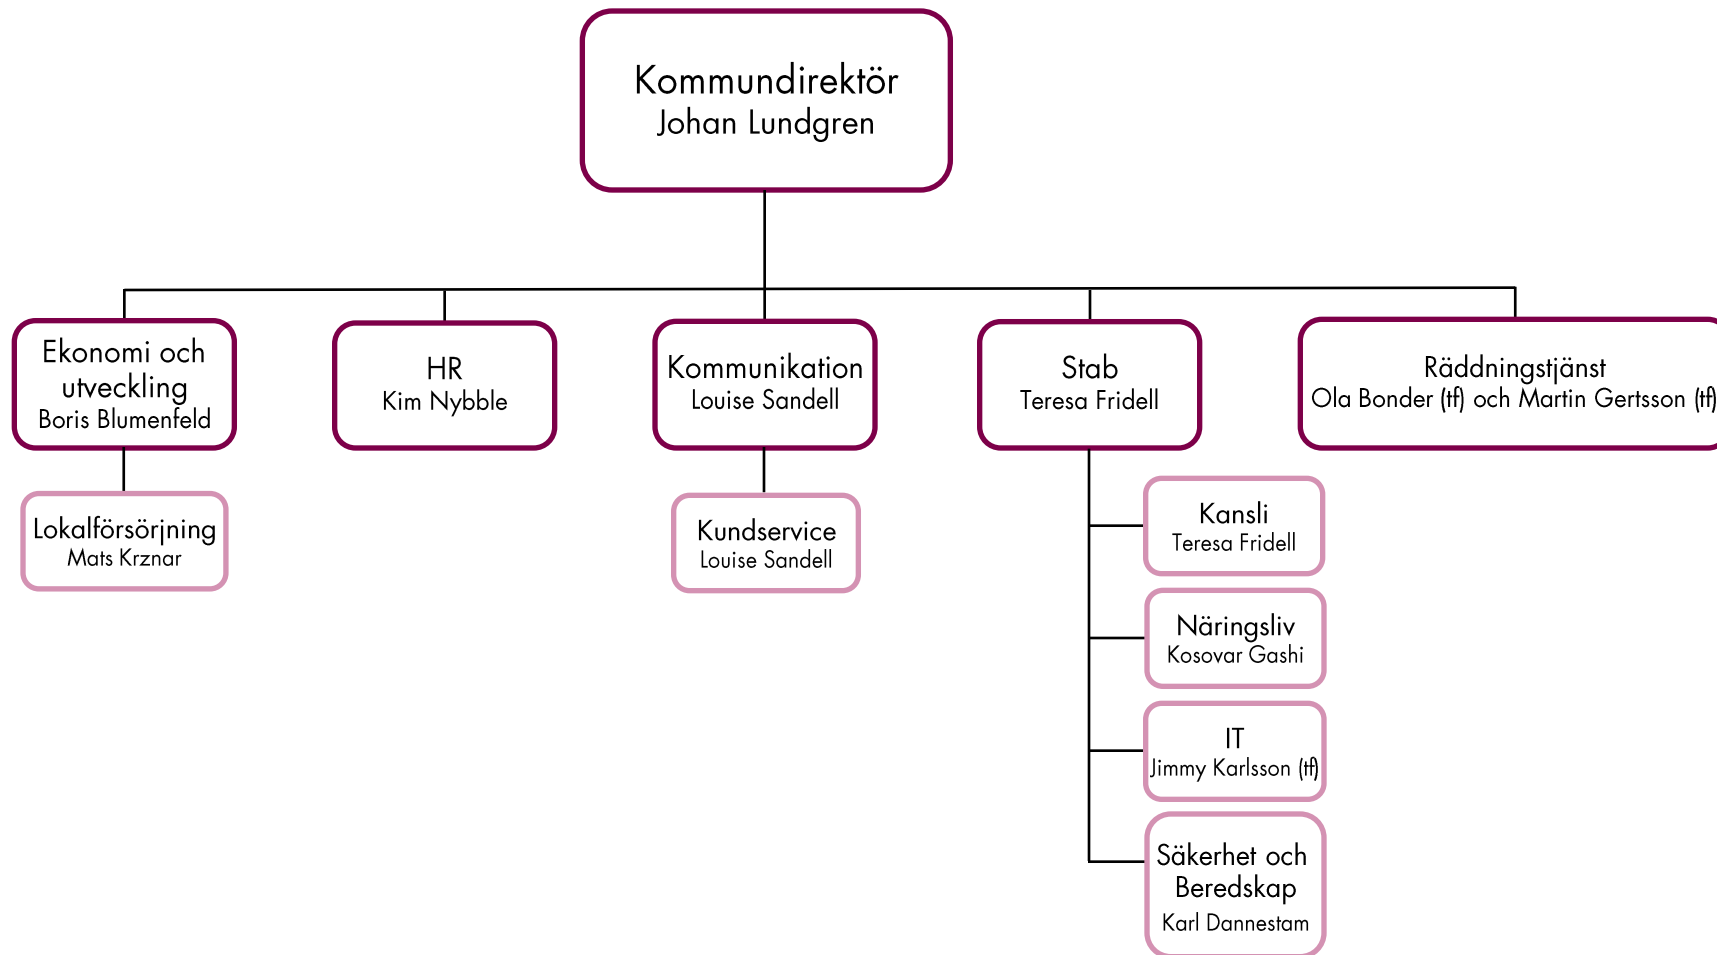 Kommundirektör
Johan Lundgren
Ekonomi och
utveckling
Boris Blumenfeld
HR
Kim Nybble
Kommunikation
Louise Sandell
Stab
Teresa Fridell
Räddningstjänst
Ola Bonder (tf) och Martin Gertsson (tf)
Lokalförsörjning
Mats Krznar
Kundservice
Louise Sandell
Kansli
Teresa Fridell
Näringsliv
Kosovar Gashi
IT
Jimmy Karlsson (tf)
Säkerhet och
Beredskap
Karl Dannestam